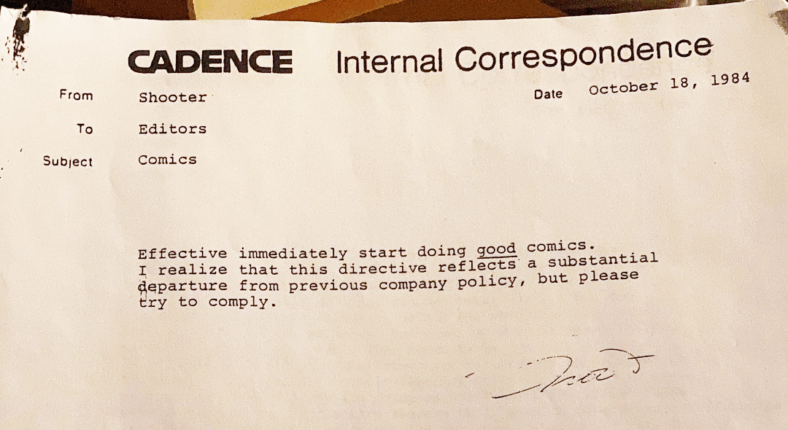 CADENCE Internal Correspondence
From Shooter Date October 18, 1984
To Editors
Subject Comics
Effective immediately start doing good comics.
I realize that this directive reflects a substantial
departure from previous company policy, but please
try to comply.